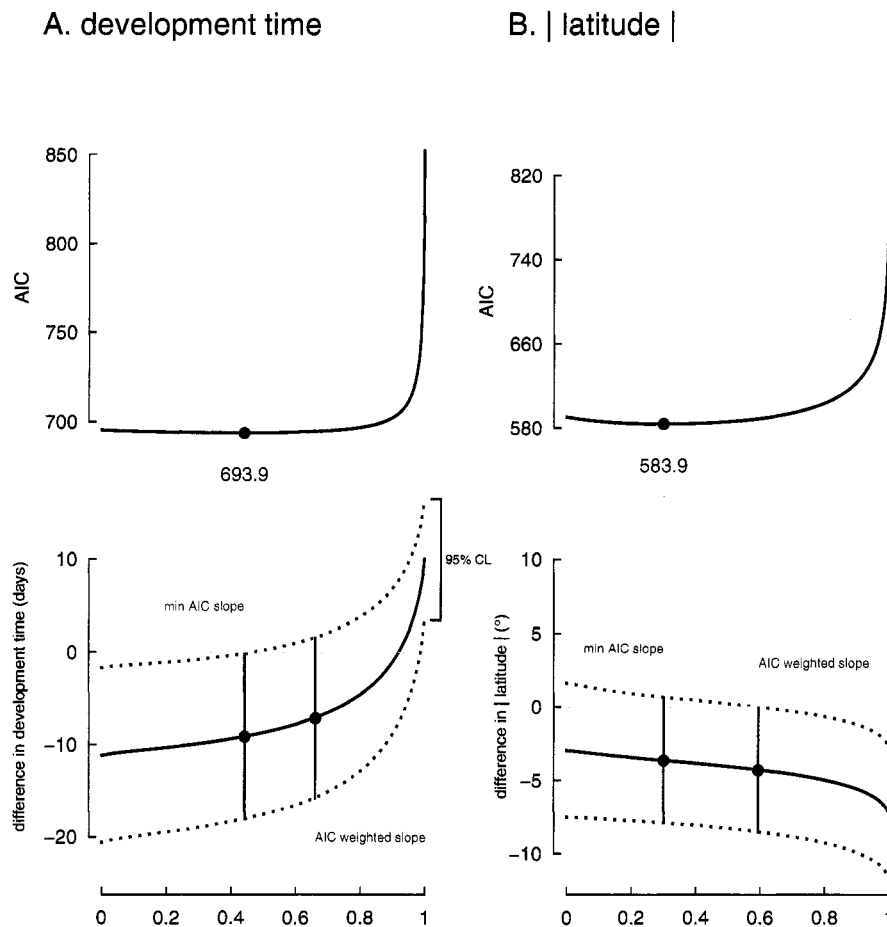 A. development time
B. | latitude |
850
800
750
700
AIC
693.9
820
740
660
580
AIC
583.9
10
0
−10
−20
difference in development time (days)
min AIC slope
AIC weighted slope
95% CL
0 0.2 0.4 0.6 0.8 1
10
5
0
−5
−10
difference in | latitude | (°)
min AIC slope
AIC weighted slope
0 0.2 0.4 0.6 0.8 1